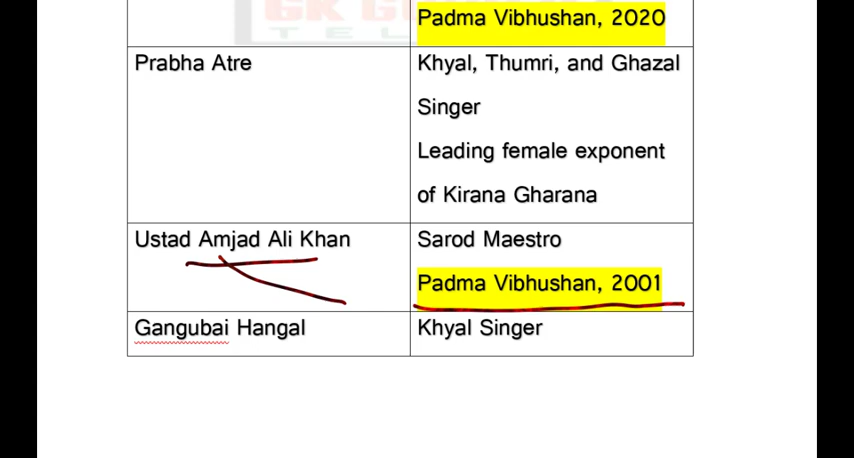 Padma Vibhushan, 2020
Prabha Atre
Khyal, Thumri, and Ghazal
Singer
Leading female exponent
of Kirana Gharana
Ustad Amjad Ali Khan
Sarod Maestro
Padma Vibhushan, 2001
Gangubai Hangal
Khyal Singer